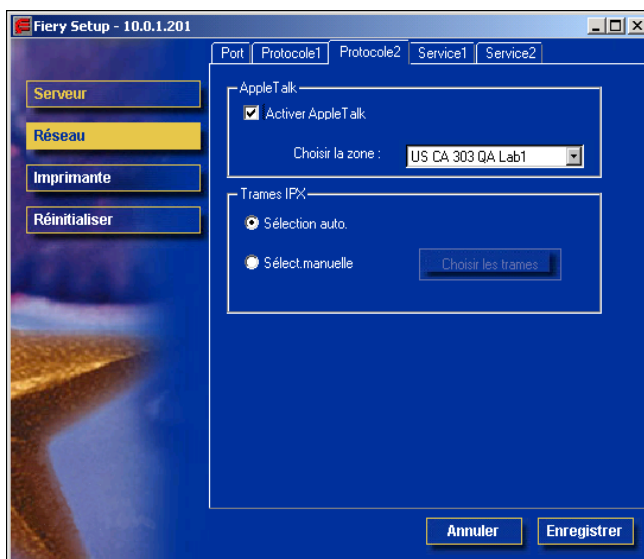 Fiery Setup - 10.0.1.201
Port Protocole1 Protocole2 Service1 Service2
Serveur
Réseau
Imprimante
Réinitialiser
AppleTalk
Activer AppleTalk
Choisir la zone :
US CA 303 QA Lab1
Trames IPX
Sélection auto.
Sélect.manuelle
Choisir les trames
Annuler
Enregistrer